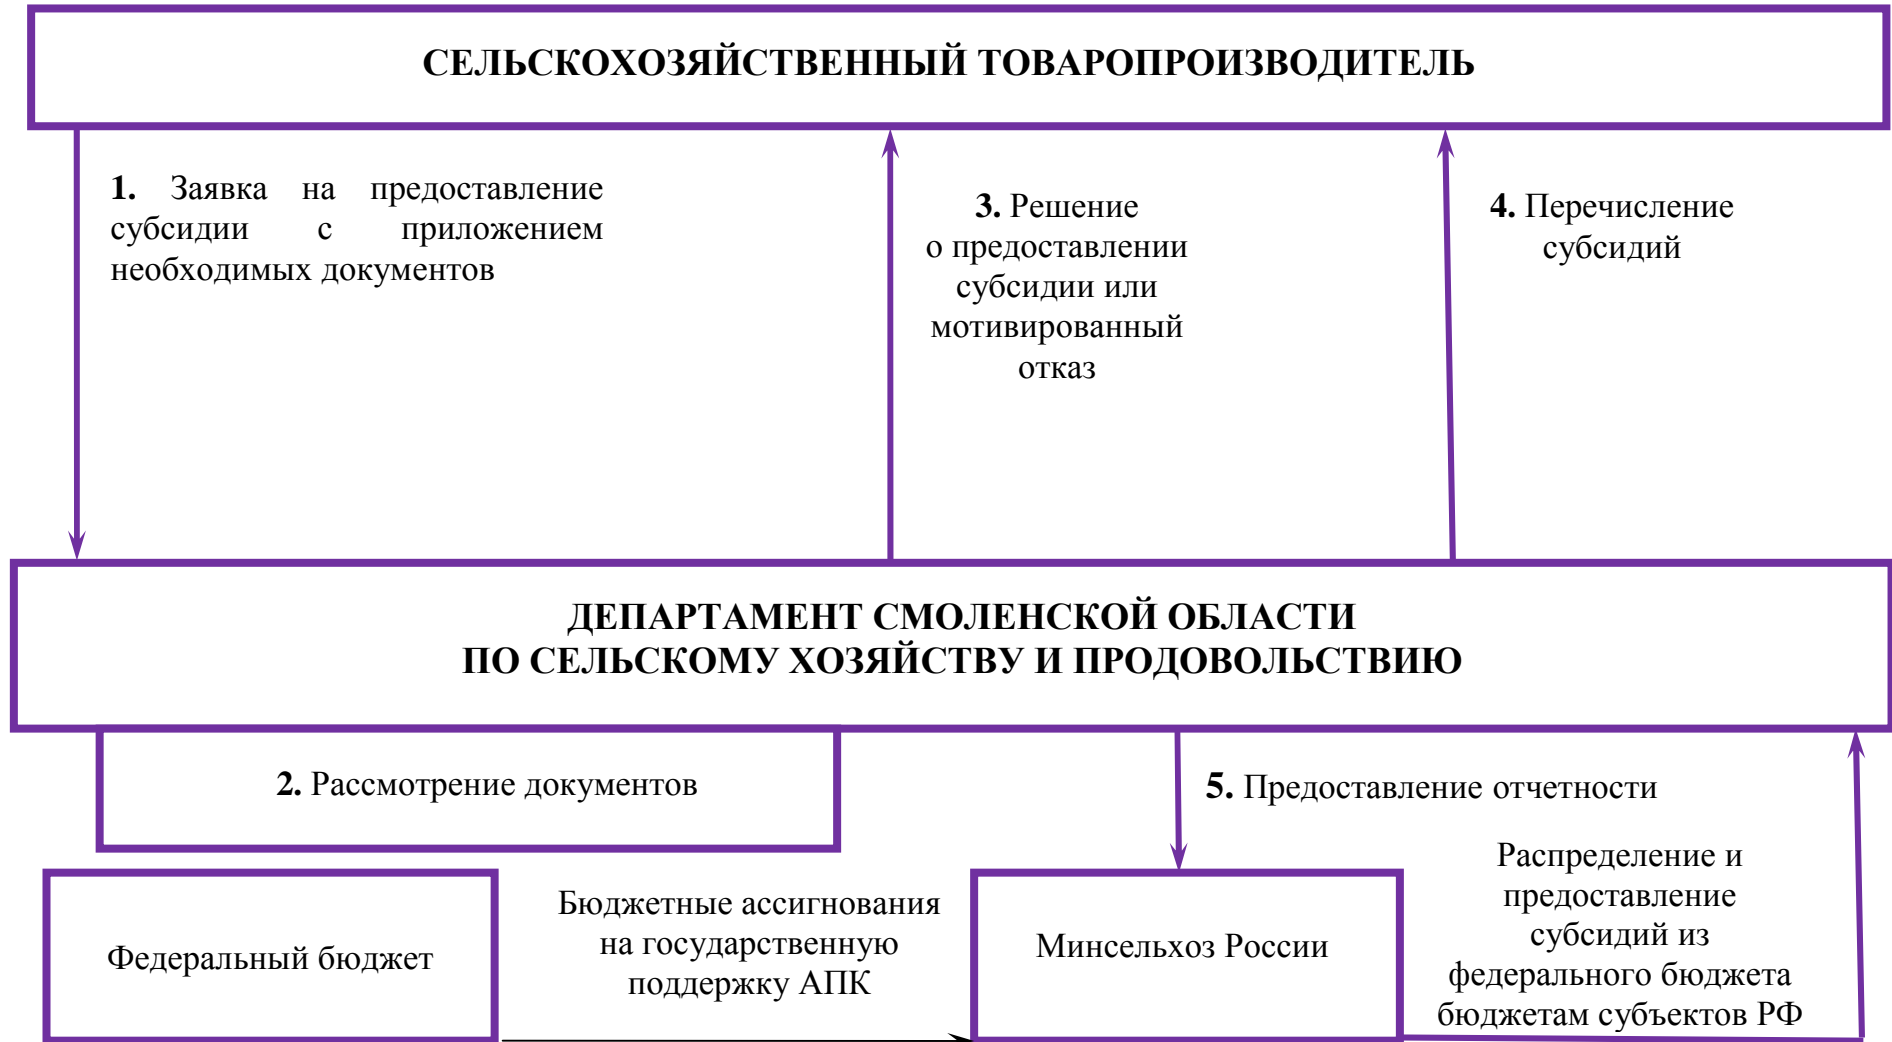 СЕЛЬСКОХОЗЯЙСТВЕННЫЙ ТОВАРОПРОИЗВОДИТЕЛЬ
1. Заявка на предоставление
субсидии с приложением
необходимых документов
3. Решение
о предоставлении
субсидии или
мотивированный
отказ
4. Перечисление
субсидий
ДЕПАРТАМЕНТ СМОЛЕНСКОЙ ОБЛАСТИ
ПО СЕЛЬСКОМУ ХОЗЯЙСТВУ И ПРОДОВОЛЬСТВИЮ
2. Рассмотрение документов
5. Предоставление отчетности
Федеральный бюджет
Бюджетные ассигнования
на государственную
поддержку АПК
Минсельхоз России
Распределение и
предоставление
субсидий из
федерального бюджета
бюджетам субъектов РФ